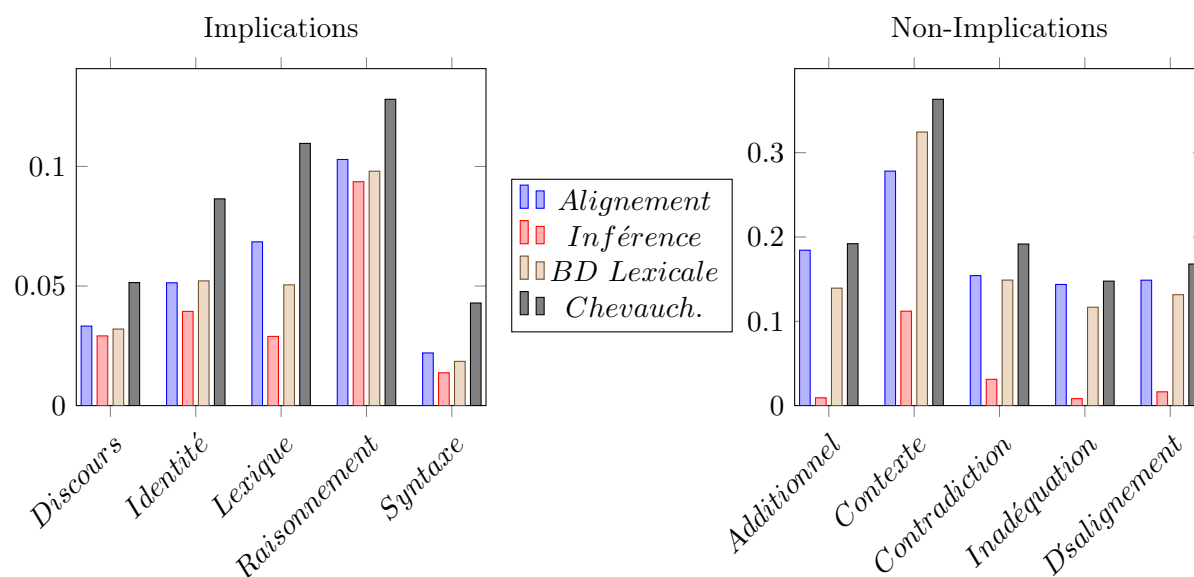 Implications
0.1
0.05
0
Discours
Identité
Lexique
Raisonnement
Syntaxe
Alignement
Inférence
BD Lexicale
Chevauch.
Non-Implications
0.3
0.2
0.1
0
Additionnel
Contexte
Contradiction
Inadéquation
D'salignement